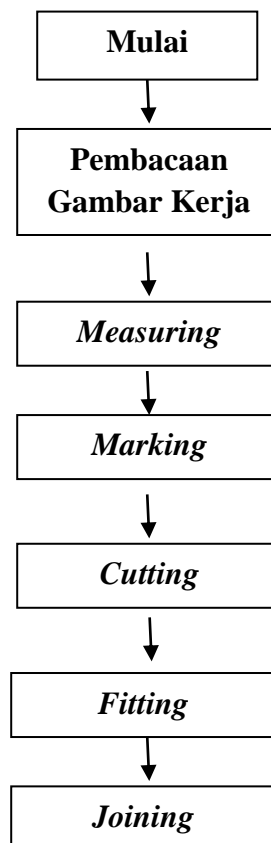 Mulai
Pembacaan
Gambar Kerja
Measuring
Marking
Cutting
Fitting
Joining